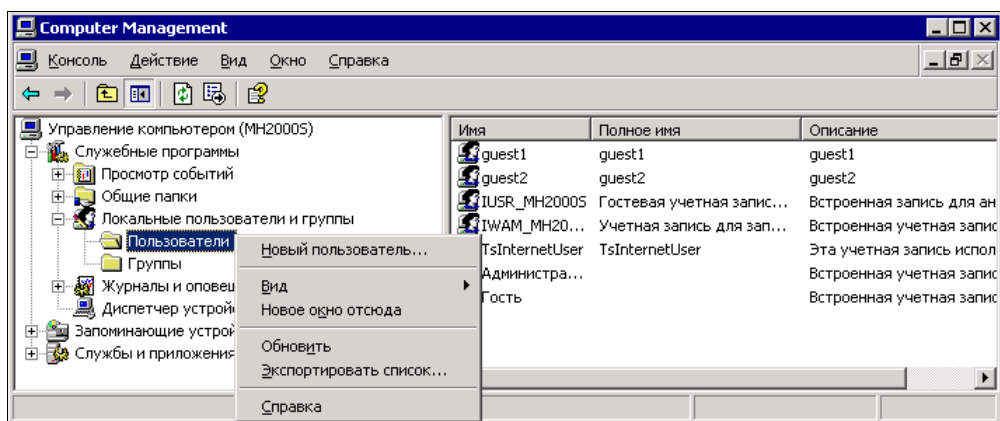 Computer Management
Консоль Действие Вид Окно Справка
Управление компьютером (MH2000S)
Служебные программы
Просмотр событий
Общие папки
Локальные пользователи и группы
Пользователи
Группы
Журналы и оповещ
Диспетчер устрой
Запоминающие устрой
Службы и приложения
Новый пользователь...
Вид
Новое окно отсюда
Обновить
Экспортировать список...
Справка
Имя Полное имя Описание
guest1 guest1 guest1
guest2 guest2 guest2
IUSR_MH2000S Гостевая учетная запис... Встроенная запись для ан
IWAM_MH20... Учетная запись для зап... Встроенная учетная запис
TsInternetUser TsInternetUser Эта учетная запись испол
Администра... Встроенная учетная запис
Гость Встроенная учетная запис